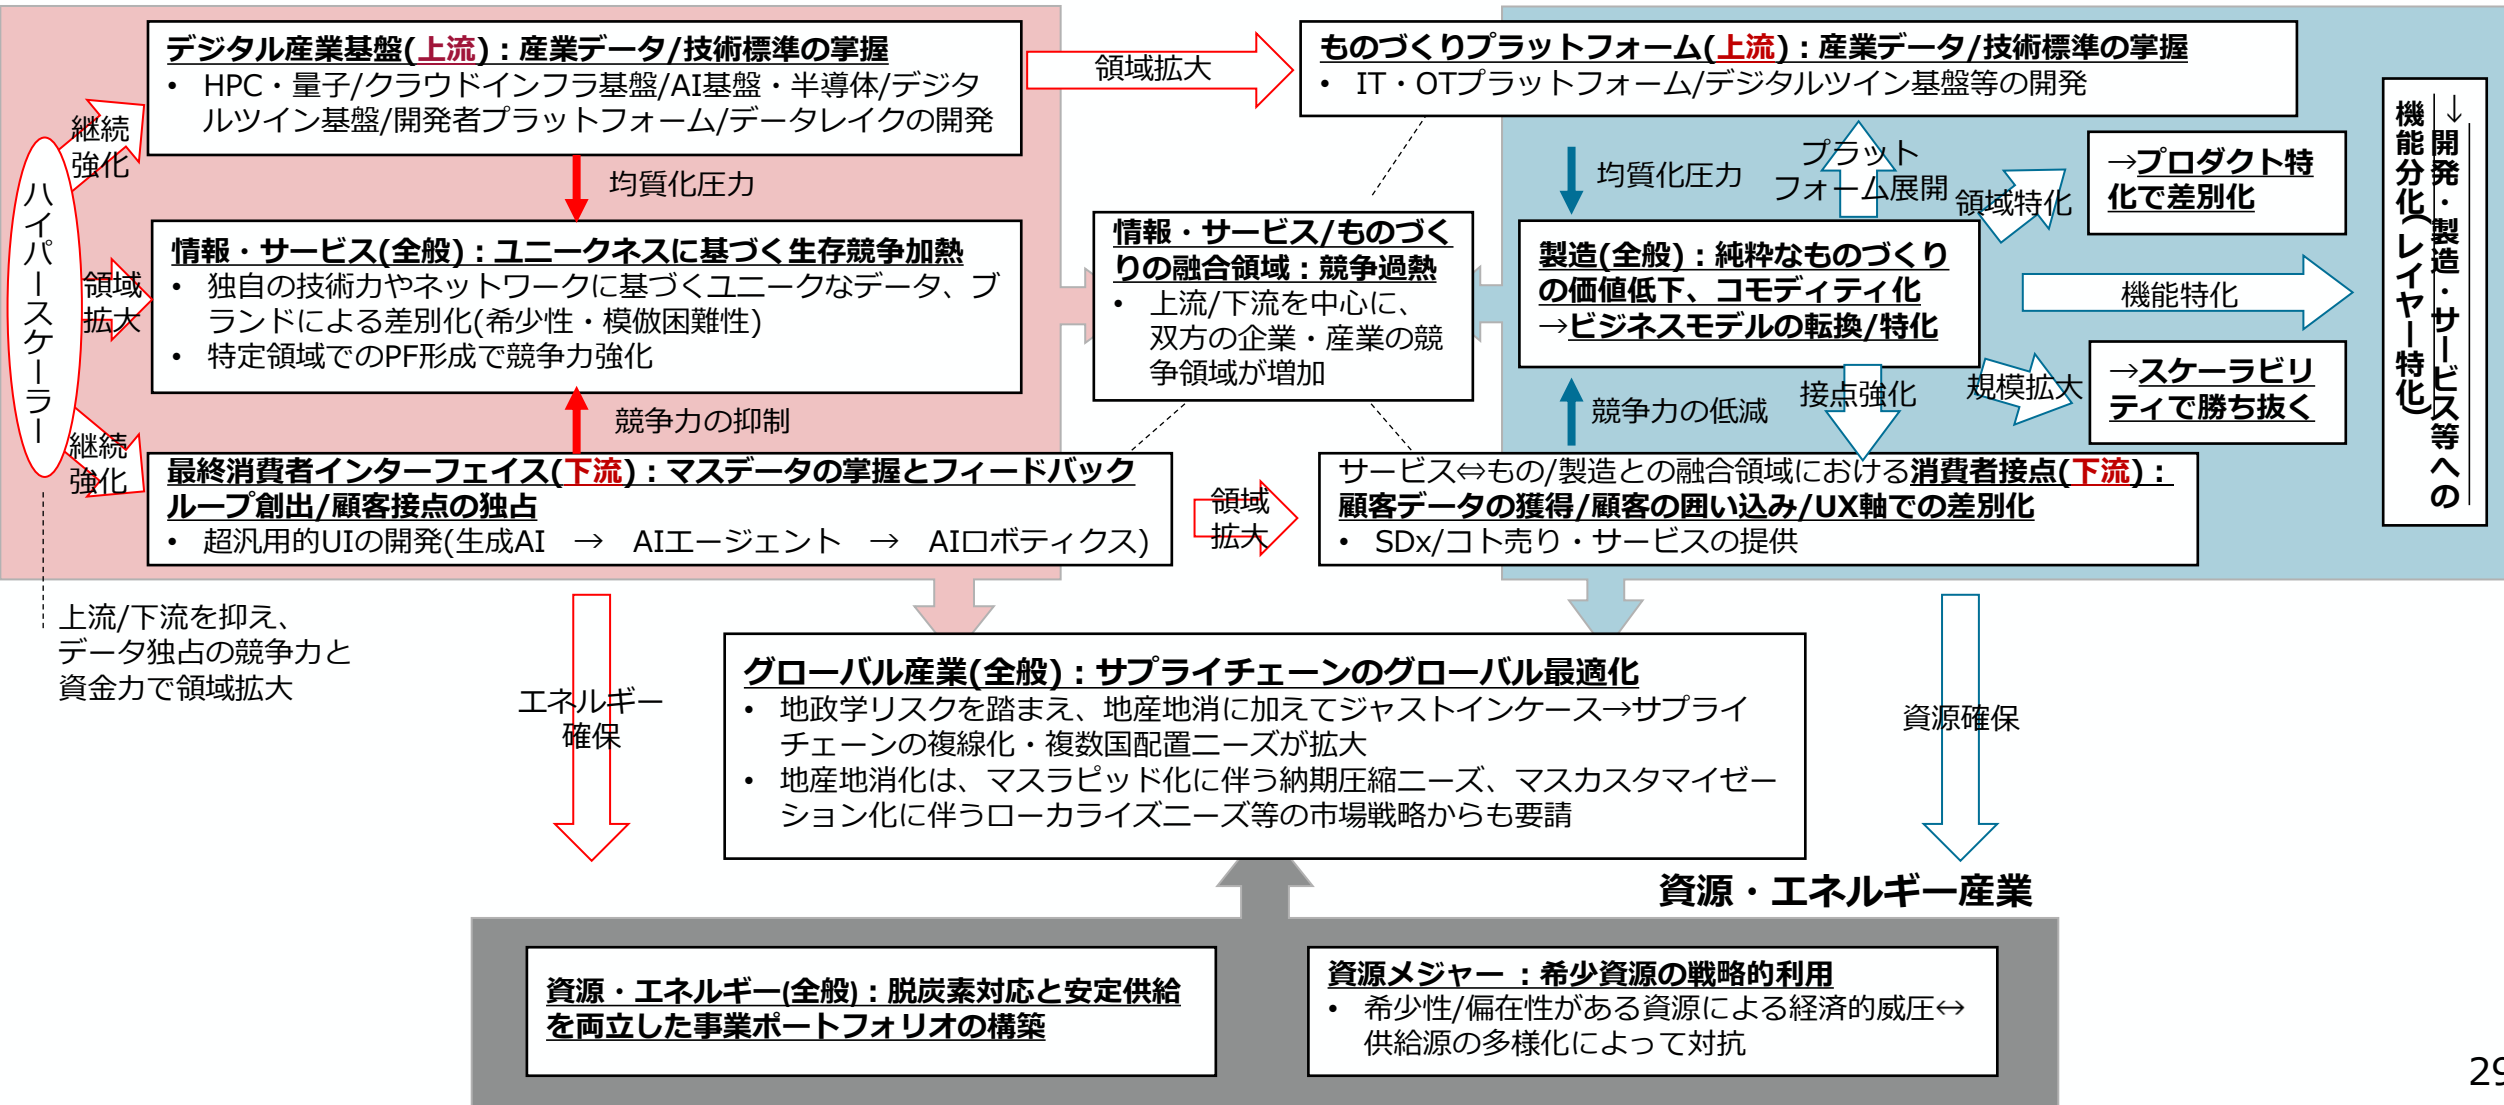 デジタル産業基盤(上流)：産業データ/技術標準の掌握
• HPC・量子/クラウドインフラ基盤/AI基盤・半導体/デジタ
ルツイン基盤/開発者プラットフォーム/データレイクの開発
領域拡大
ものづくりプラットフォーム(上流)：産業データ/技術標準の掌握
• IT・OTプラットフォーム/デジタルツイン基盤等の開発
継続
強化
ハイパースケーラー
領域
拡大
継続
強化
均質化圧力
情報・サービス(全般)：ユニークネスに基づく生存競争加熱
• 独自の技術力やネットワークに基づくユニークなデータ、ブ
ランドによる差別化(希少性・模倣困難性)
• 特定領域でのPF形成で競争力強化
競争力の抑制
最終消費者インターフェイス(下流)：マスデータの掌握とフィードバック
ループ創出/顧客接点の独占
• 超汎用的UIの開発(生成AI → AIエージェント → AIロボティクス)
情報・サービス/ものづく
りの融合領域：競争過熱
• 上流/下流を中心に、
双方の企業・産業の競
争領域が増加
領域
拡大
均質化圧力
プラット
フォーム展開
領域特化
→プロダクト特
化で差別化
製造(全般)：純粋なものづくり
の価値低下、コモディティ化
→ビジネスモデルの転換/特化
機能特化
競争力の低減
接点強化
規模拡大
→スケーラビリ
ティで勝ち抜く
↓開発・製造・サービス等への
機能分化(レイヤー特化)
サービス⇔もの/製造との融合領域における消費者接点(下流)：
顧客データの獲得/顧客の囲い込み/UX軸での差別化
• SDx/コト売り・サービスの提供
上流/下流を抑え、
データ独占の競争力と
資金力で領域拡大
エネルギー
確保
グローバル産業(全般)：サプライチェーンのグローバル最適化
• 地政学リスクを踏まえ、地産地消に加えてジャストインケース→サプライ
チェーンの複線化・複数国配置ニーズが拡大
• 地産地消化は、マスラピッド化に伴う納期圧縮ニーズ、マスカスタマイゼー
ション化に伴うローカライズニーズ等の市場戦略からも要請
資源確保
資源・エネルギー産業
資源・エネルギー(全般)：脱炭素対応と安定供給
を両立した事業ポートフォリオの構築
資源メジャー ：希少資源の戦略的利用
• 希少性/偏在性がある資源による経済的威圧↔
供給源の多様化によって対抗
29